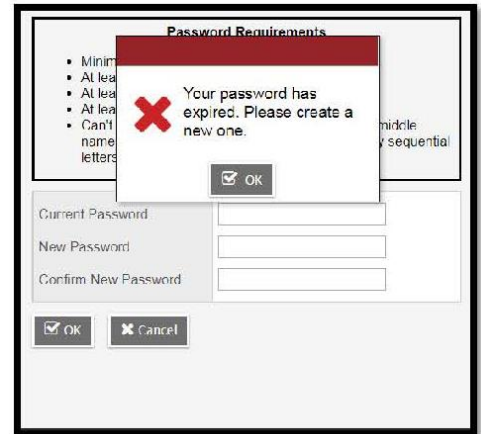 Password Requirements
Minim
At lea
At lea
At lea
Can't middle
name y sequential
letters
Your password has
expired. Please create a
new one.
OK
Current Password
New Password
Confirm New Password
OK Cancel